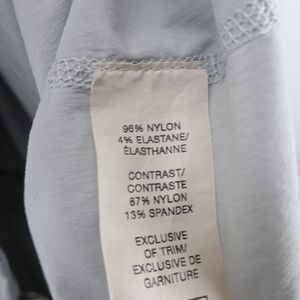 96% NYLON
4% ELASTANE/
ÉLASTHANNE
CONTRAST/
CONTRASTE
87% NYLON
13% SPANDEX
EXCLUSIVE
OF TRIM/
EXCLUSIVE DE
GARNITURE